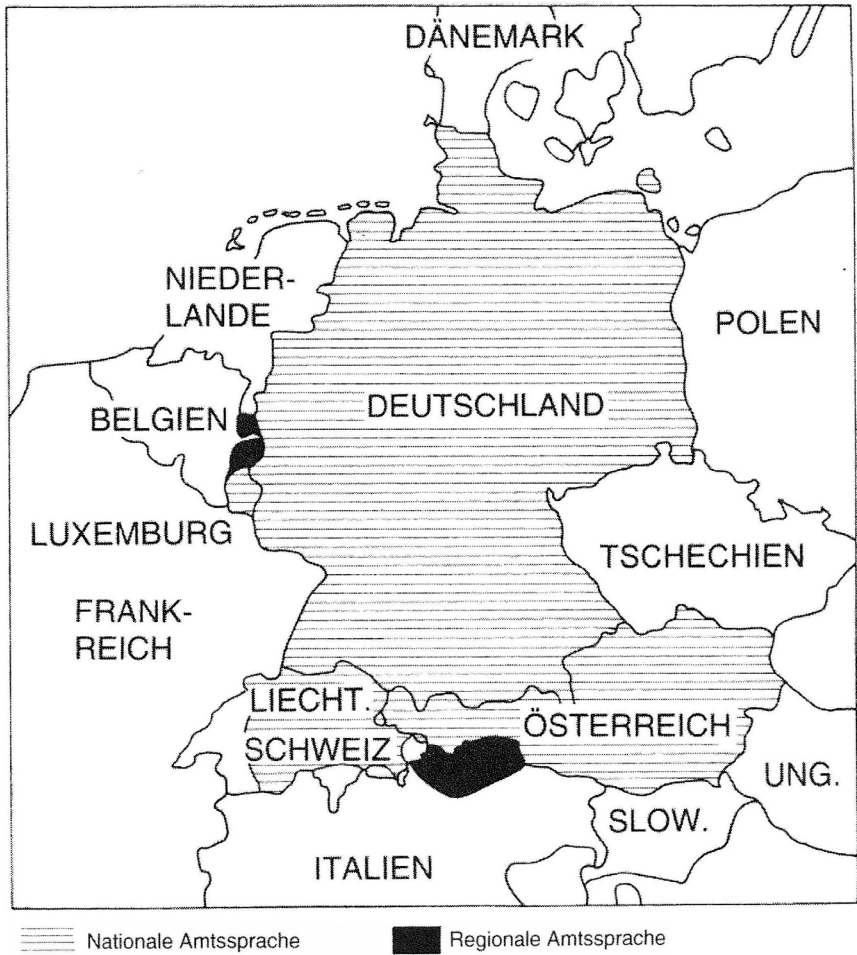 DÄNEMARK
NIEDER-
LANDE
POLEN
BELGIEN
DEUTSCHLAND
LUXEMBURG
TSCHECHIEN
FRANK-
REICH
LIECHT.
ÖSTERREICH
SCHWEIZ
UNG.
SLOW.
ITALIEN
Nationale Amtssprache
Regionale Amtssprache